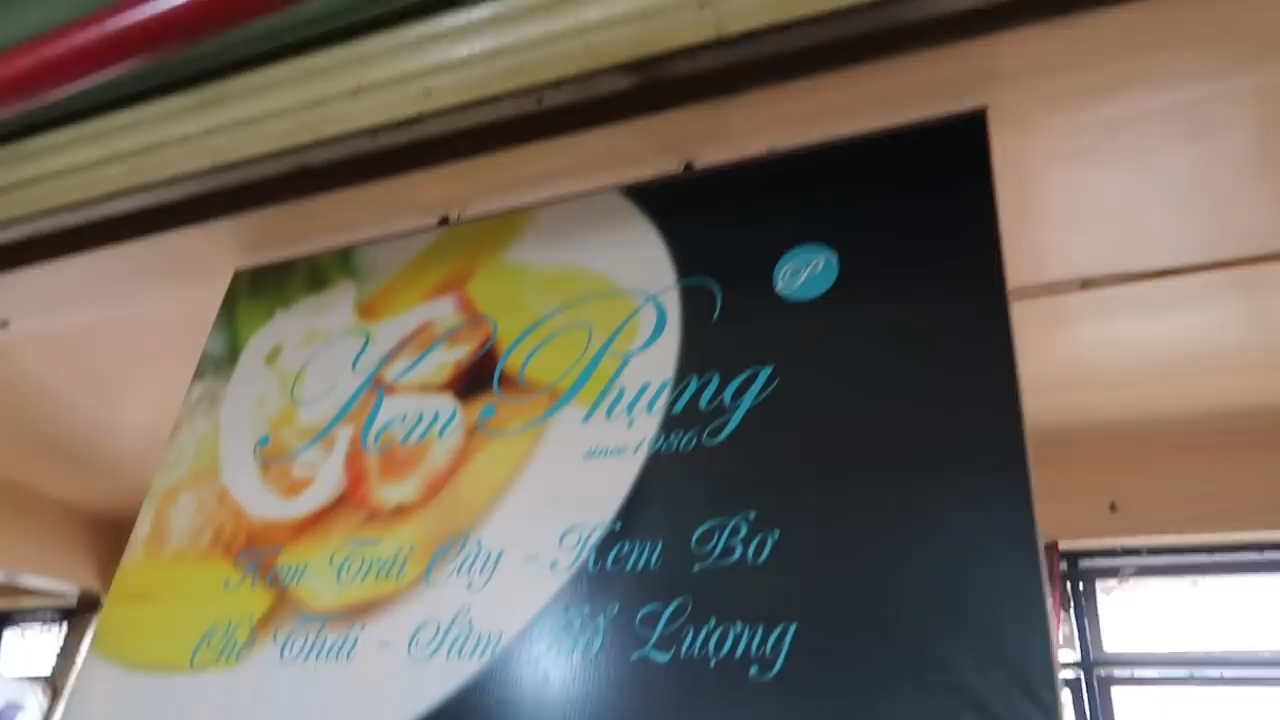 P
Kem Phụng
since 1986
Kem Trái Cây - Kem Bơ
Chè Thái - Sâm Bổ Lượng